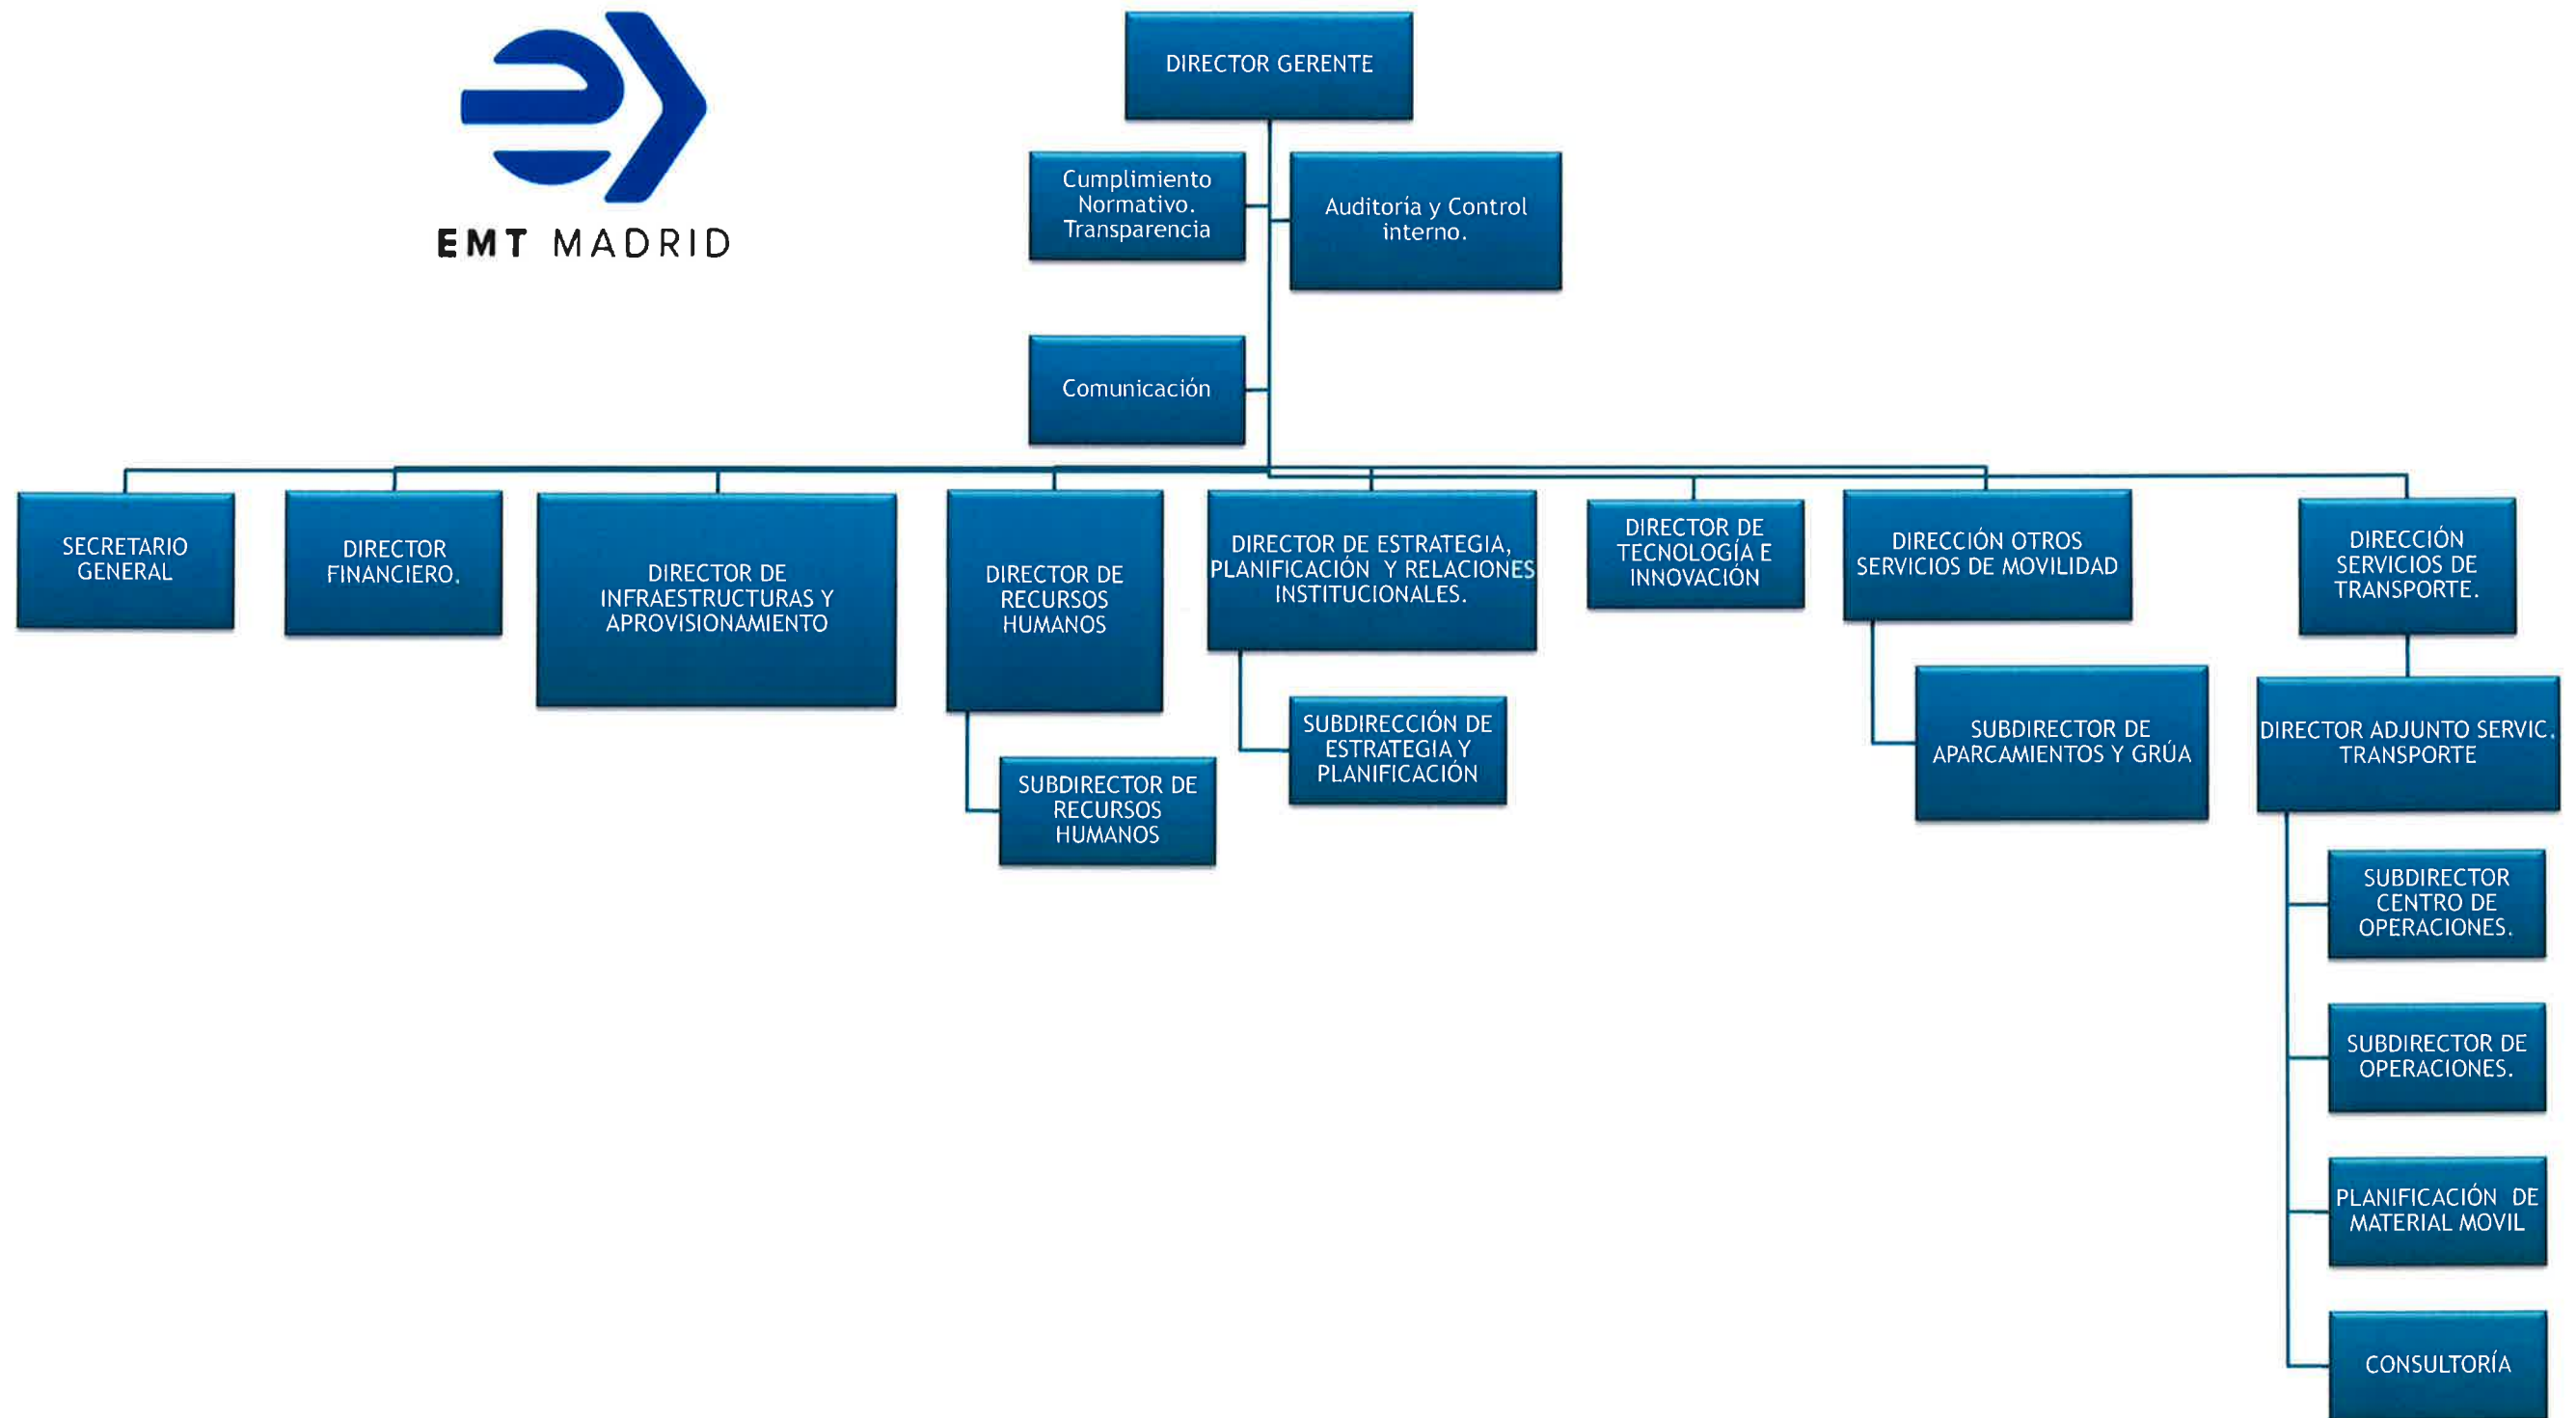 EMT MADRID
DIRECTOR GERENTE
Cumplimiento
Normativo.
Transparencia
Auditoría y Control
interno.
Comunicación
SECRETARIO
GENERAL
DIRECTOR
FINANCIERO.
DIRECTOR DE
INFRAESTRUCTURAS Y
APROVISIONAMIENTO
DIRECTOR DE
RECURSOS
HUMANOS
DIRECTOR DE ESTRATEGIA,
PLANIFICACIÓN Y RELACIONES
INSTITUCIONALES.
DIRECTOR DE
TECNOLOGÍA E
INNOVACIÓN
DIRECCIÓN OTROS
SERVICIOS DE MOVILIDAD
DIRECCIÓN
SERVICIOS DE
TRANSPORTE.
SUBDIRECTOR DE
RECURSOS
HUMANOS
SUBDIRECCIÓN DE
ESTRATEGIA Y
PLANIFICACIÓN
SUBDIRECTOR DE
APARCAMIENTOS Y GRÚA
DIRECTOR ADJUNTO SERVIC.
TRANSPORTE
SUBDIRECTOR
CENTRO DE
OPERACIONES.
SUBDIRECTOR DE
OPERACIONES.
PLANIFICACIÓN DE
MATERIAL MOVIL
CONSULTORÍA